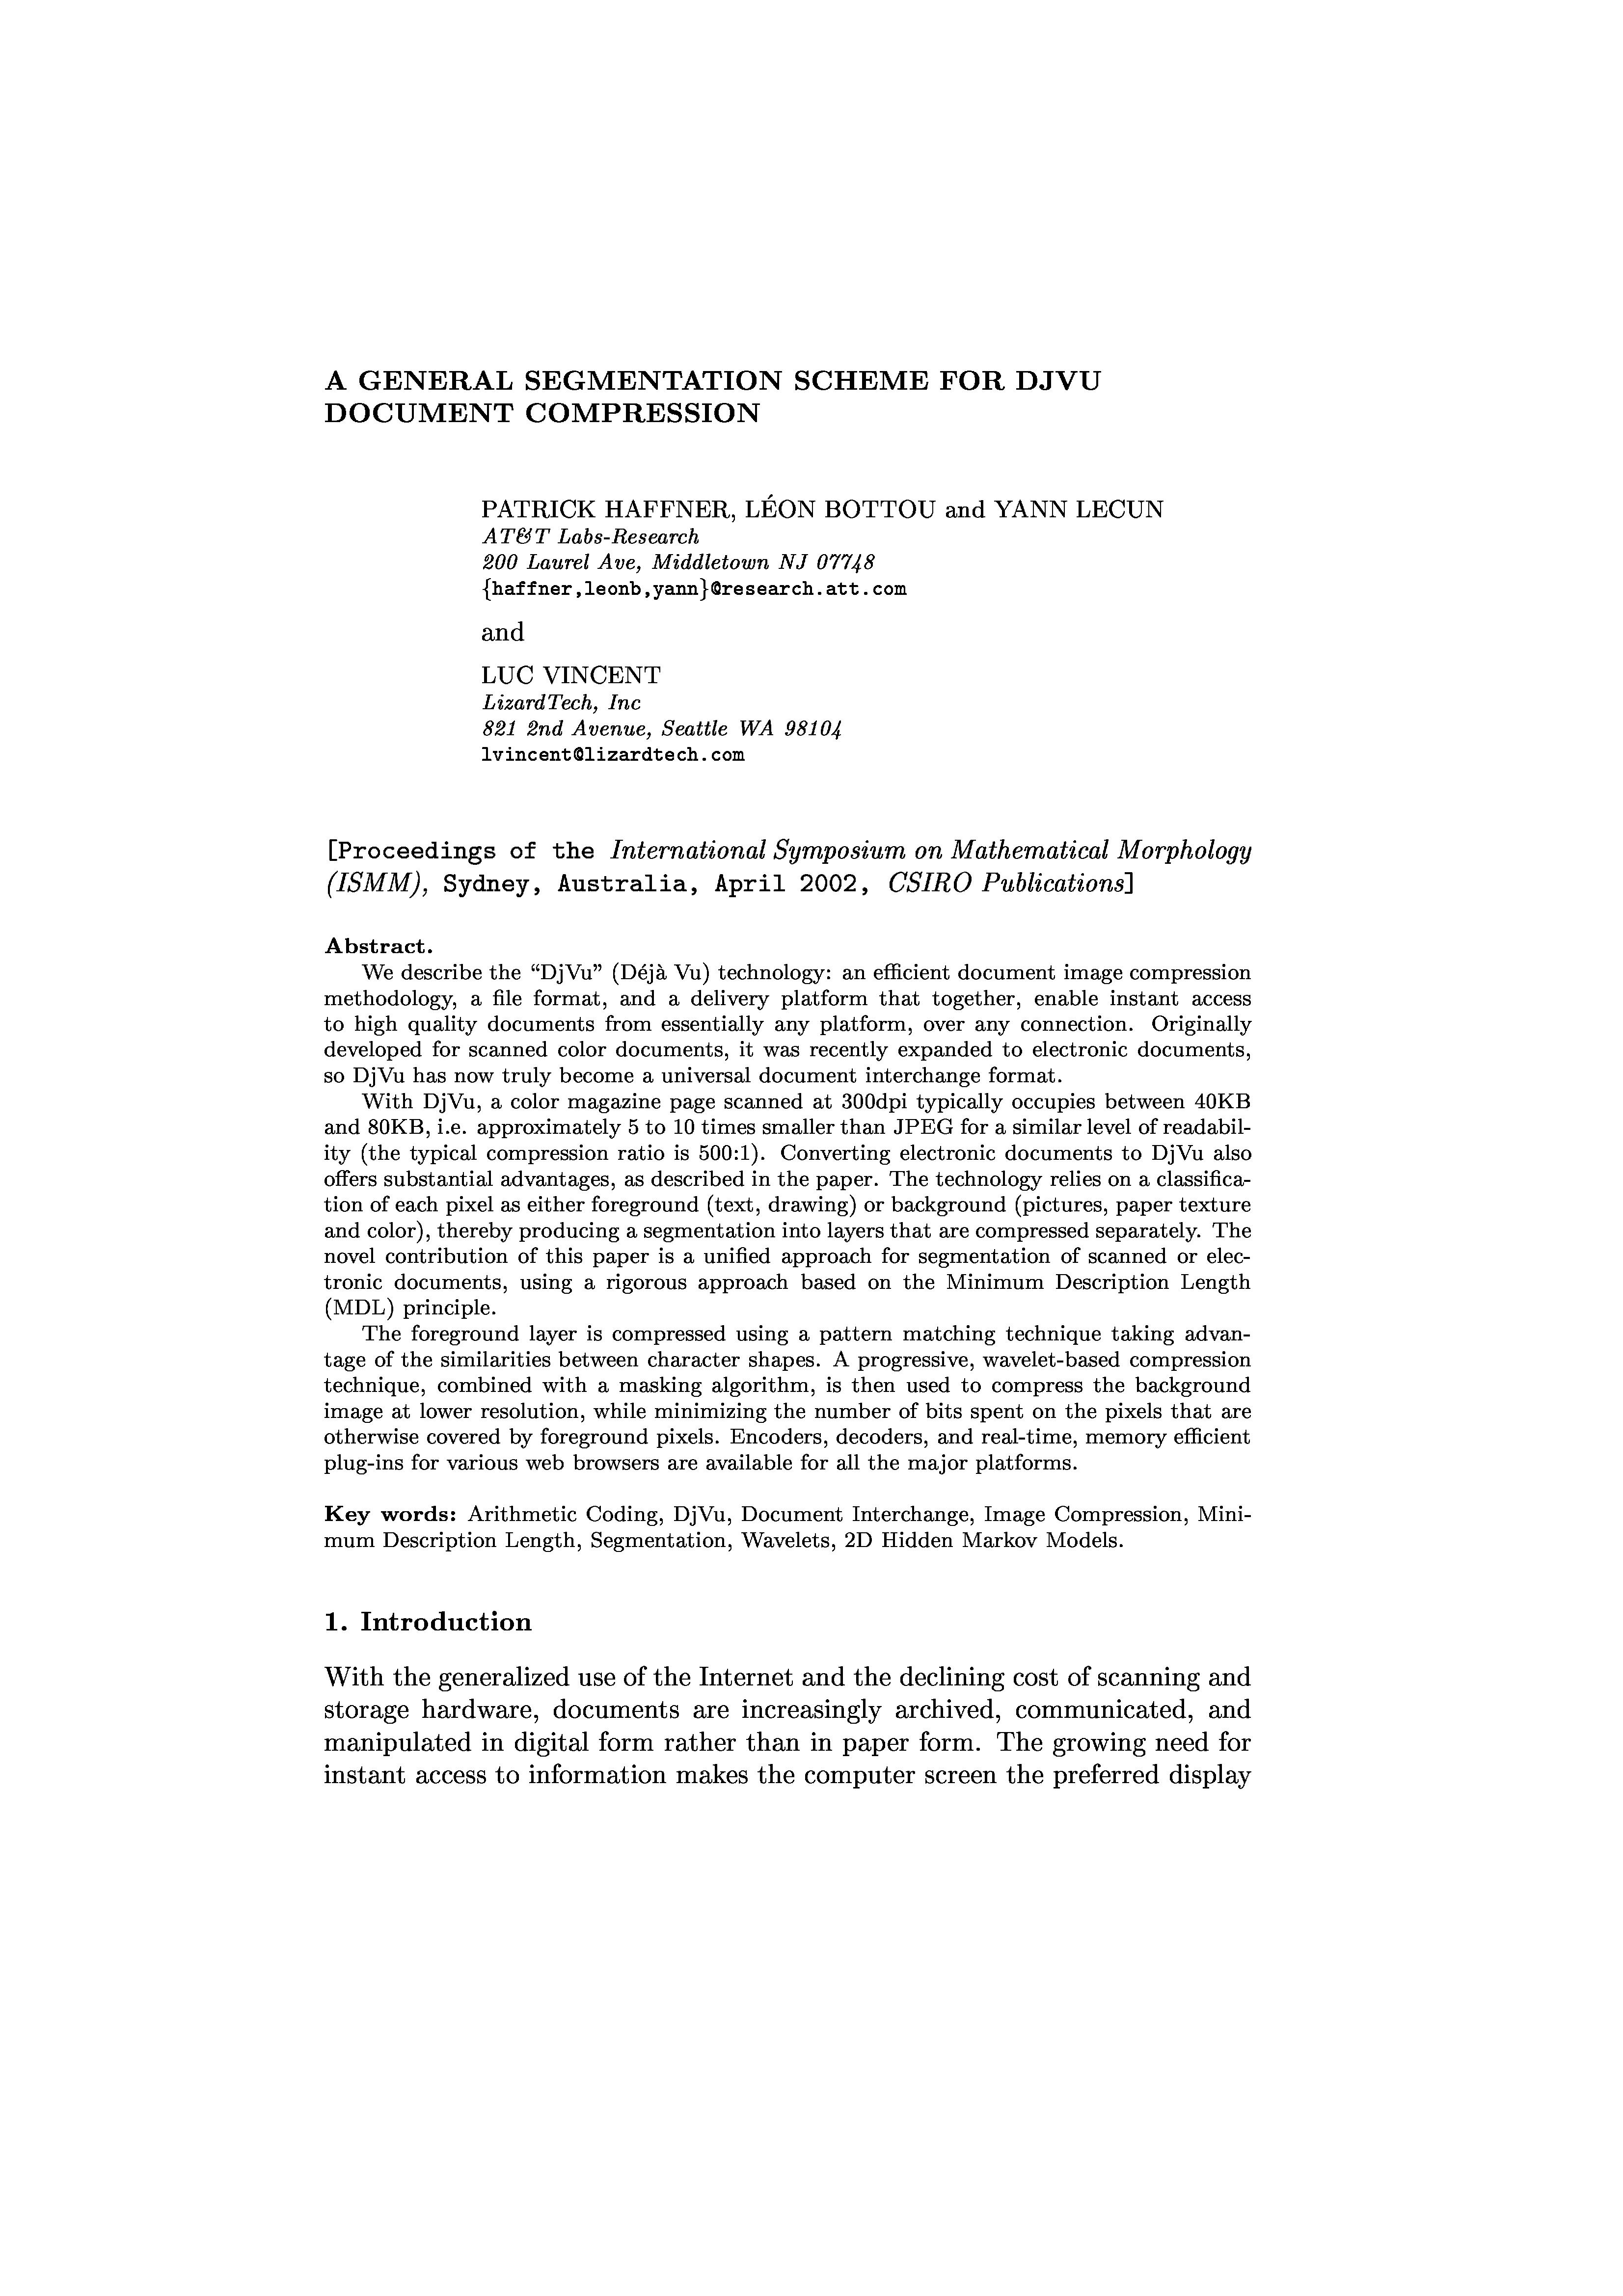 A GENERAL SEGMENTATION SCHEME FOR DJVU
DOCUMENT COMPRESSION
PATRICK HAFFNER, LÉON BOTTOU and YANN LECUN
AT&T Labs-Research
200 Laurel Ave, Middletown NJ 07748
{haffner,leonb,yann}@research.att.com
and
LUC VINCENT
LizardTech, Inc
821 2nd Avenue, Seattle WA 98104
lvincent@lizardtech.com
[Proceedings of the International Symposium on Mathematical Morphology
(ISMM), Sydney, Australia, April 2002, CSIRO Publications]
Abstract.
We describe the “DjVu” (Déjà Vu) technology: an efficient document image compression
methodology, a file format, and a delivery platform that together, enable instant access
to high quality documents from essentially any platform, over any connection. Originally
developed for scanned color documents, it was recently expanded to electronic documents,
so DjVu has now truly become a universal document interchange format.
With DjVu, a color magazine page scanned at 300dpi typically occupies between 40KB
and 80KB, i.e. approximately 5 to 10 times smaller than JPEG for a similar level of readabil-
ity (the typical compression ratio is 500:1). Converting electronic documents to DjVu also
offers substantial advantages, as described in the paper. The technology relies on a classifica-
tion of each pixel as either foreground (text, drawing) or background (pictures, paper texture
and color), thereby producing a segmentation into layers that are compressed separately. The
novel contribution of this paper is a unified approach for segmentation of scanned or elec-
tronic documents, using a rigorous approach based on the Minimum Description Length
(MDL) principle.
The foreground layer is compressed using a pattern matching technique taking advan-
tage of the similarities between character shapes. A progressive, wavelet-based compression
technique, combined with a masking algorithm, is then used to compress the background
image at lower resolution, while minimizing the number of bits spent on the pixels that are
otherwise covered by foreground pixels. Encoders, decoders, and real-time, memory efficient
plug-ins for various web browsers are available for all the major platforms.
Key words: Arithmetic Coding, DjVu, Document Interchange, Image Compression, Mini-
mum Description Length, Segmentation, Wavelets, 2D Hidden Markov Models.
1. Introduction
With the generalized use of the Internet and the declining cost of scanning and
storage hardware, documents are increasingly archived, communicated, and
manipulated in digital form rather than in paper form. The growing need for
instant access to information makes the computer screen the preferred display